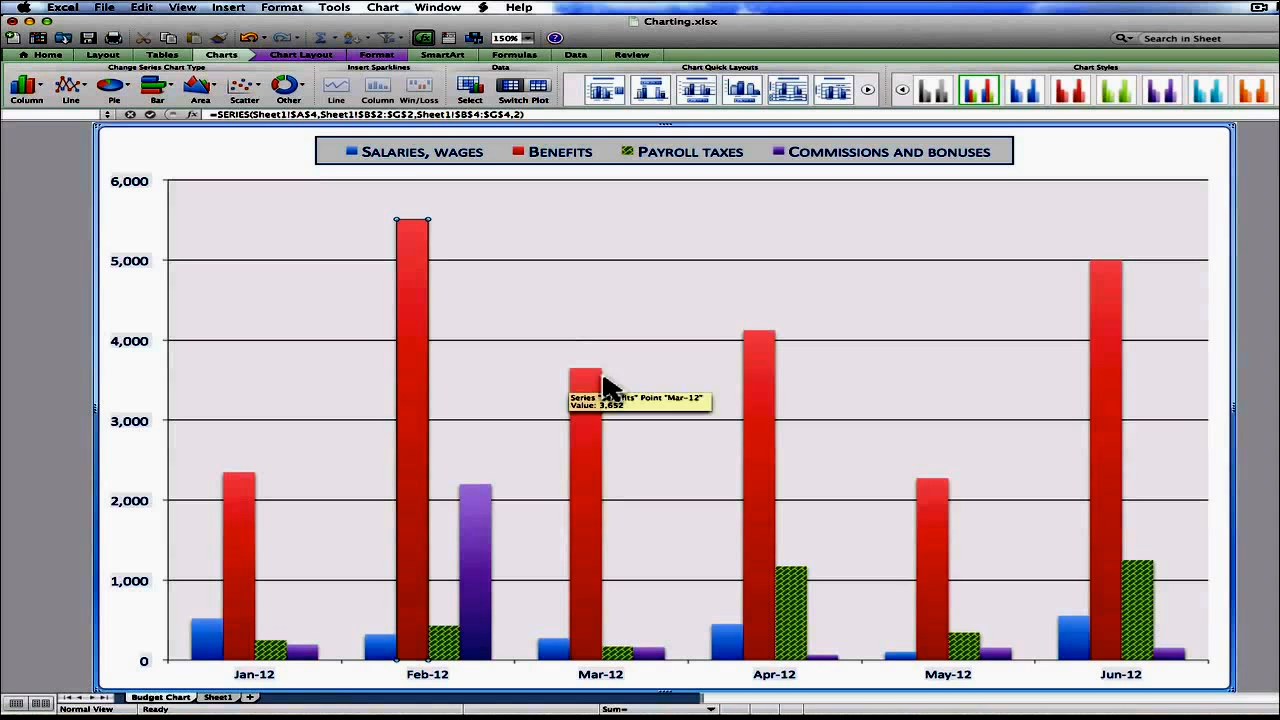 Excel File Edit View Insert Format Tools Chart Window Help
Charting.xlsx
150% Search in Sheet
Home Layout Tables Charts Chart Layout Format SmartArt Formulas Data Review
Change Series Chart Type Insert Sparklines Data Chart Quick Layouts Chart Styles
Column Line Pie Bar Area Scatter Other Line Column Win/Loss Select Switch Plot
fx =SERIES(Sheet1!$A$4,Sheet1!$B$2:$G$2,Sheet1!$B$4:$G$4,2)
Salaries, wages Benefits Payroll taxes Commissions and bonuses
6,000
5,000
4,000
Series " its" Point "Mar-12"
Value: 3,652
3,000
2,000
1,000
0
Jan-12 Feb-12 Mar-12 Apr-12 May-12 Jun-12
Budget Chart Sheet1 +
Normal View Ready Sum=